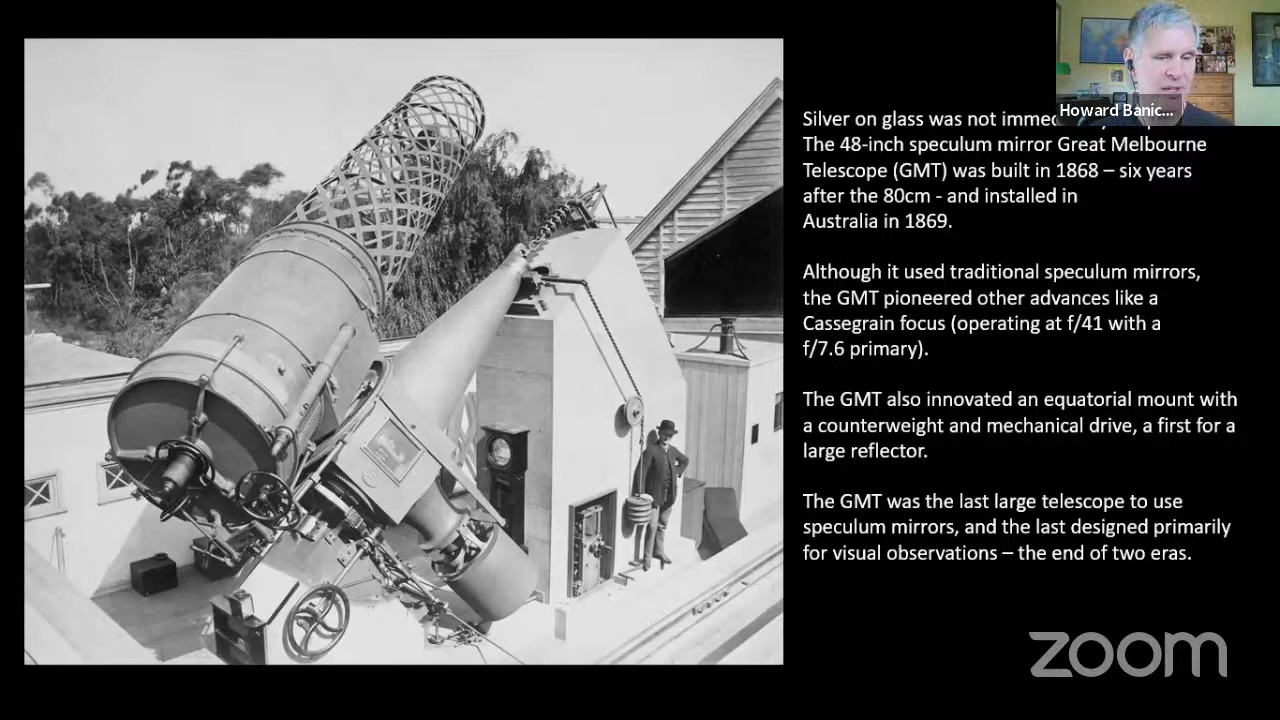 Howard Banic...
Silver on glass was not
The 48-inch speculum mirror Great Melbourne
Telescope (GMT) was built in 1868 – six years
after the 80cm - and installed in
Australia in 1869.
Although it used traditional speculum mirrors,
the GMT pioneered other advances like a
Cassegrain focus (operating at f/41 with a
f/7.6 primary).
The GMT also innovated an equatorial mount with
a counterweight and mechanical drive, a first for a
large reflector.
The GMT was the last large telescope to use
speculum mirrors, and the last designed primarily
for visual observations – the end of two eras.
zoom